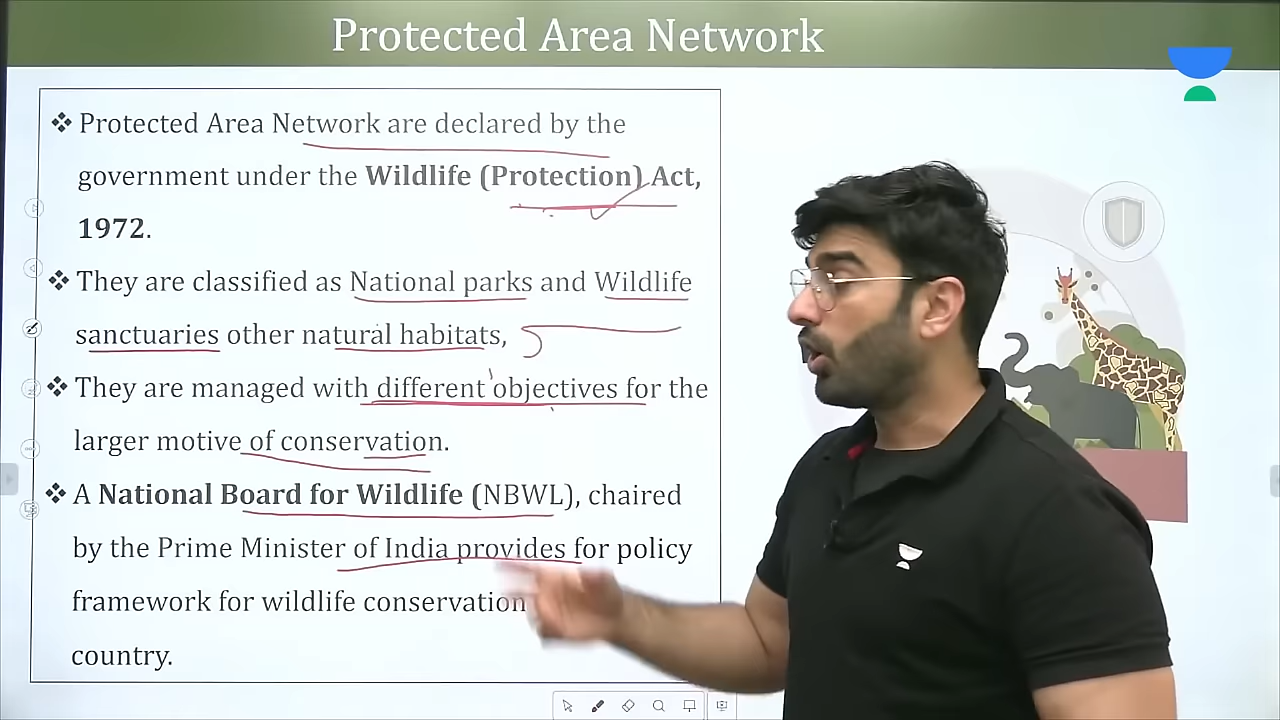 Protected Area Network
❖ Protected Area Network are declared by the
government under the Wildlife (Protection) Act,
1972.
❖ They are classified as National parks and Wildlife
sanctuaries other natural habitats,
❖ They are managed with different objectives for the
larger motive of conservation.
❖ A National Board for Wildlife (NBWL), chaired
by the Prime Minister of India provides for policy
framework for wildlife conservation
country.